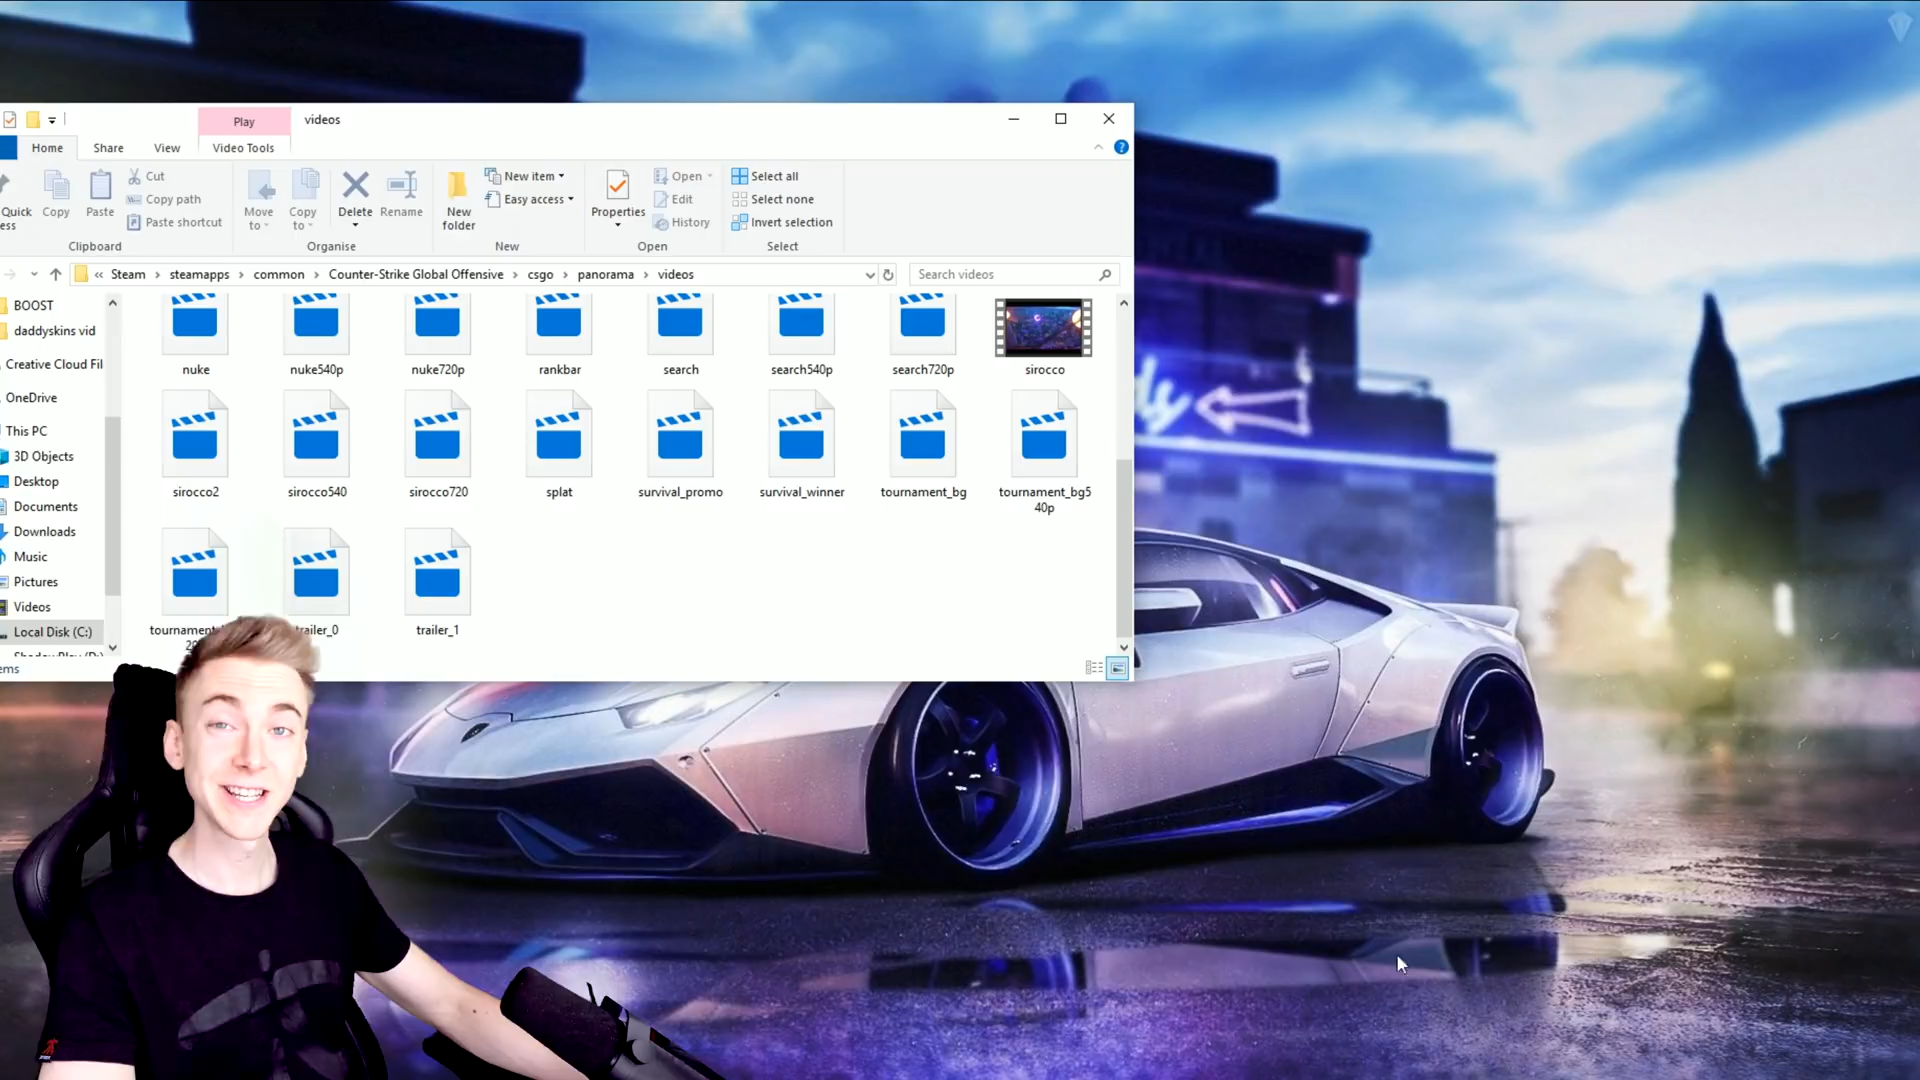 Play videos
Home Share View Video Tools
Copy
Paste
Cut
Copy path
Paste shortcut
Move to
Copy to
Delete
Rename
New folder
New item
Easy access
Properties
Open
Edit
History
Select all
Select none
Invert selection
Clipboard Organise New Open Select
« Steam › steamapps › common › Counter-Strike Global Offensive › csgo › panorama › videos
Search videos
BOOST
daddyskins vid
Creative Cloud Fil
OneDrive
This PC
3D Objects
Desktop
Documents
Downloads
Music
Pictures
Videos
Local Disk (C:)
nuke nuke540p nuke720p rankbar search search540p search720p sirocco
sirocco2 sirocco540 sirocco720 splat survival_promo survival_winner tournament_bg tournament_bg5
40p
trailer_1